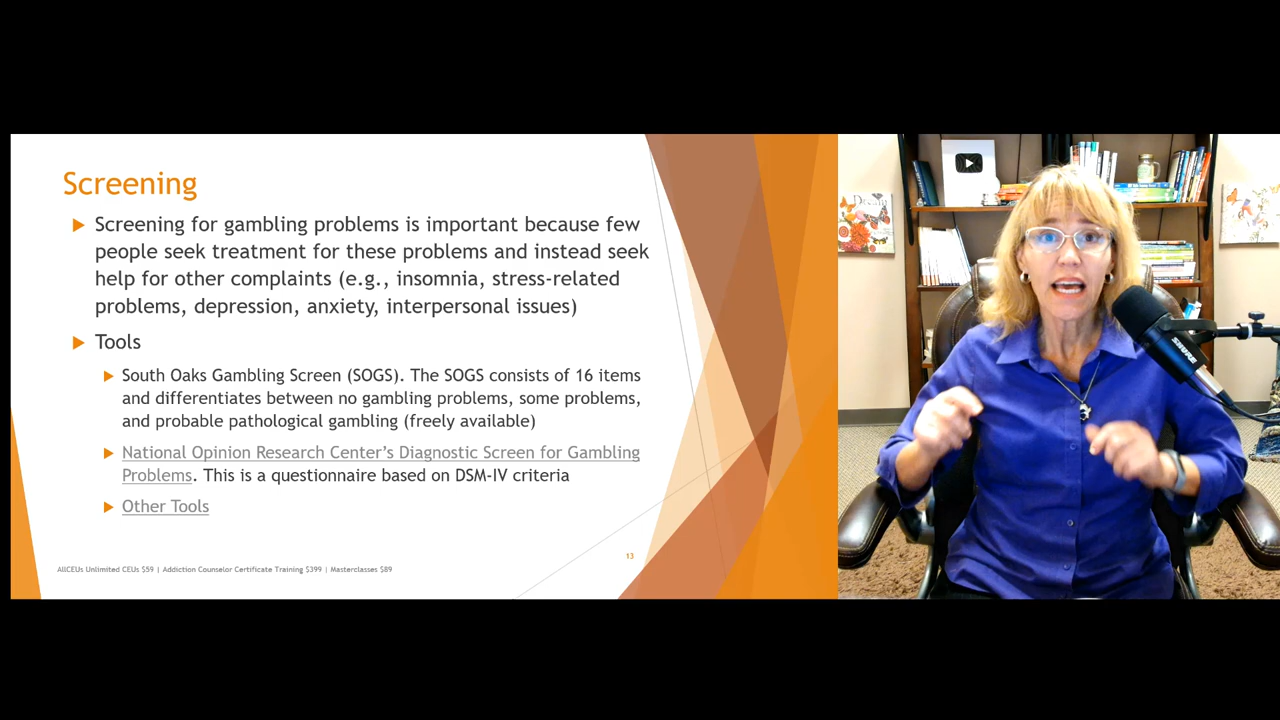 Screening
Screening for gambling problems is important because few
people seek treatment for these problems and instead seek
help for other complaints (e.g., insomnia, stress-related
problems, depression, anxiety, interpersonal issues)
Tools
South Oaks Gambling Screen (SOGS). The SOGS consists of 16 items
and differentiates between no gambling problems, some problems,
and probable pathological gambling (freely available)
National Opinion Research Center’s Diagnostic Screen for Gambling
Problems. This is a questionnaire based on DSM-IV criteria
Other Tools
13
AllCEUs Unlimited CEUs $59 | Addiction Counselor Certificate Training $399 | Masterclasses $89
SHURE